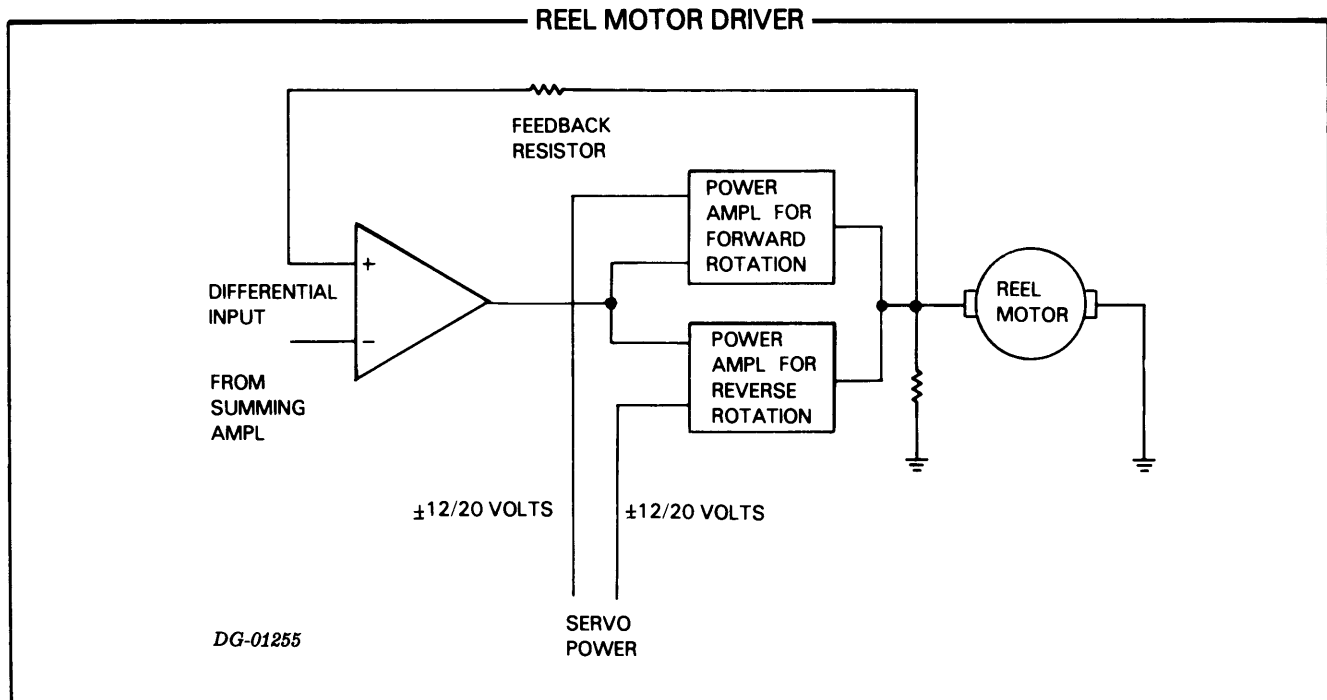 REEL MOTOR DRIVER
FEEDBACK
RESISTOR
POWER
AMPL FOR
FORWARD
ROTATION
+
DIFFERENTIAL
INPUT
REEL
MOTOR
−
POWER
AMPL FOR
REVERSE
ROTATION
FROM
SUMMING
AMPL
±12/20 VOLTS
±12/20 VOLTS
SERVO
POWER
DG-01255